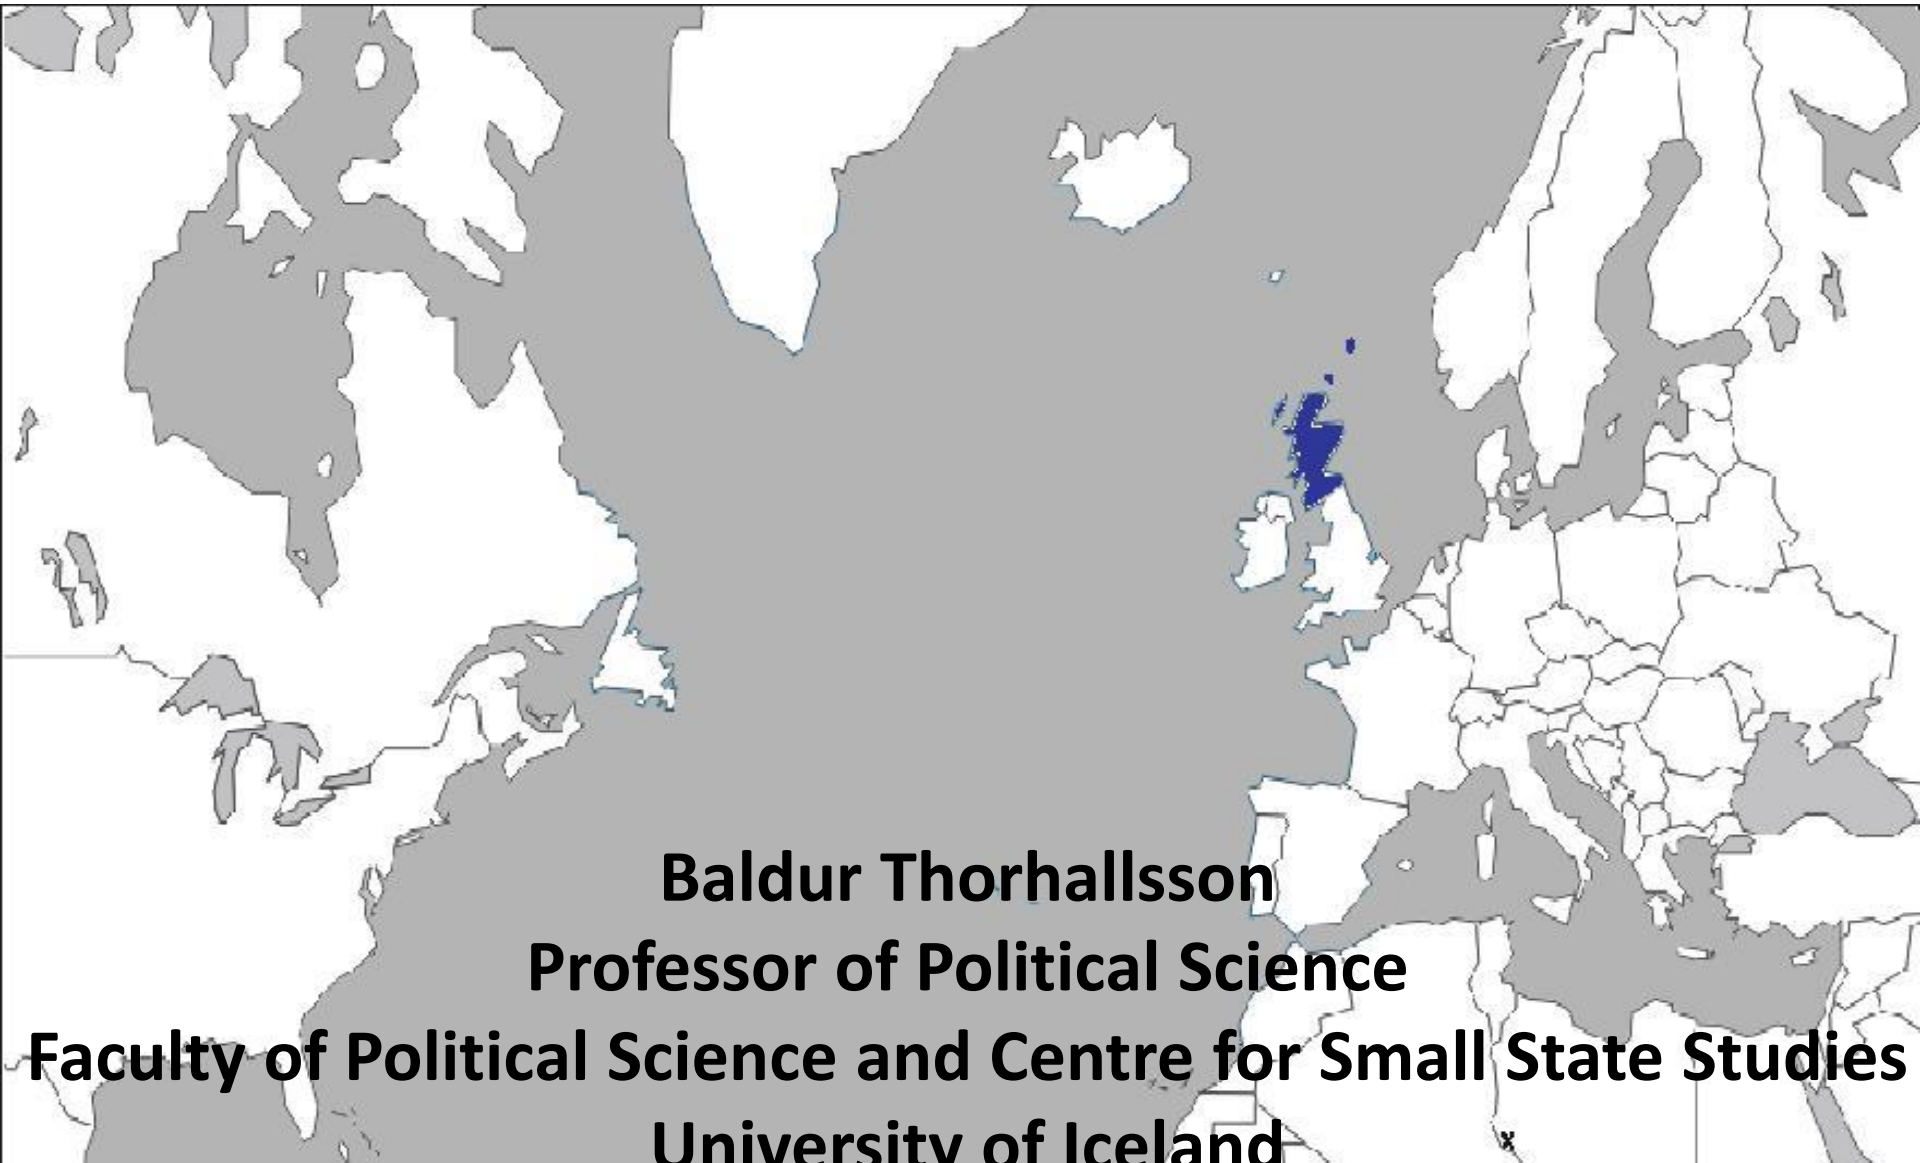 Baldur Thorhallsson
Professor of Political Science
Faculty of Political Science and Centre for Small State Studies
University of Iceland
x